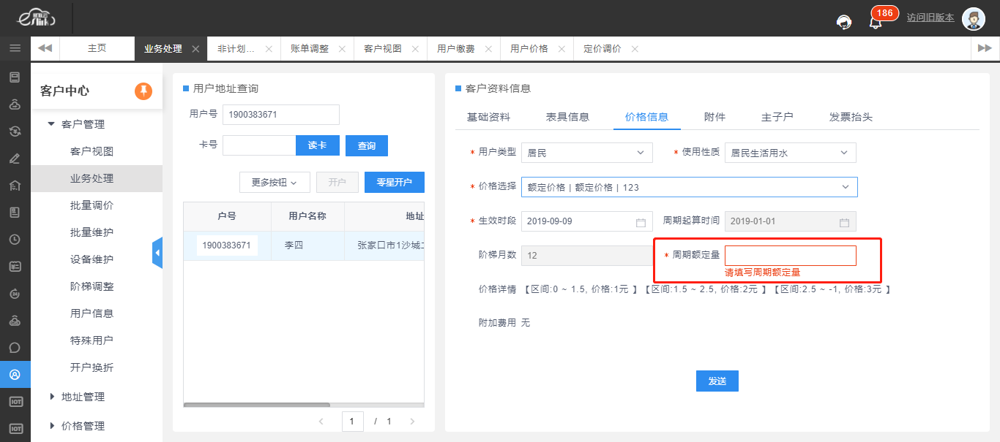 eslink
186
访问旧版本
主页
业务处理
非计划...
账单调整
客户视图
用户缴费
用户价格
定价调价
客户中心
客户管理
客户视图
业务处理
批量调价
批量维护
设备维护
阶梯调整
用户信息
特殊用户
开户换折
地址管理
价格管理
用户地址查询
用户号 1900383671
卡号 读卡 查询
更多按钮 开户 零星开户
户号 用户名称 地址
1900383671 李四 张家口市1沙城二
1 / 1
客户资料信息
基础资料 表具信息 价格信息 附件 主子户 发票抬头
* 用户类型 居民 * 使用性质 居民生活用水
* 价格选择 额定价格 | 额定价格 | 123
* 生效时段 2019-09-09 周期起算时间 2019-01-01
阶梯月数 12 * 周期额定量
请填写周期额定量
价格详情 【区间:0 ~ 1.5, 价格:1元 】【区间:1.5 ~ 2.5, 价格:2元 】【区间:2.5 ~ -1, 价格:3元 】
附加费用 无
发送
IOT
IOT